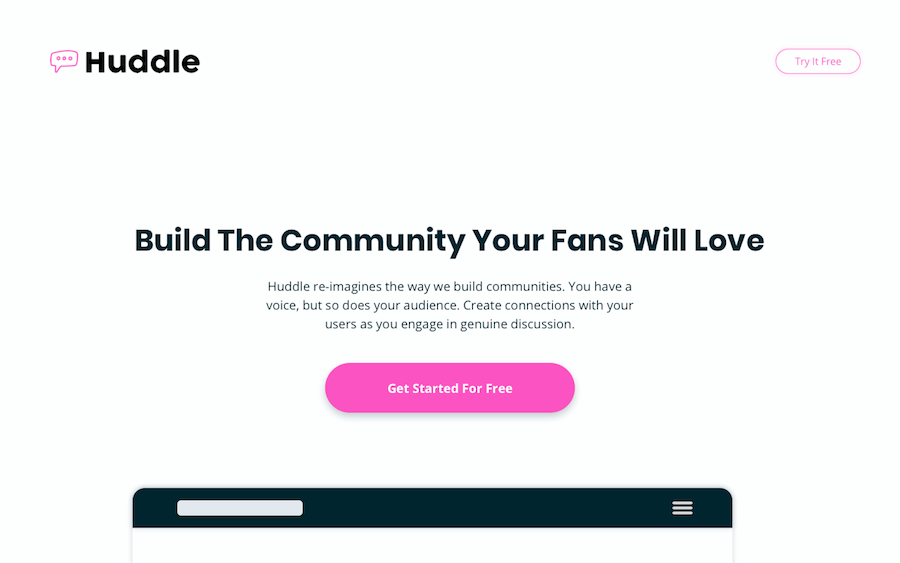 Huddle
Try It Free
Build The Community Your Fans Will Love
Huddle re-imagines the way we build communities. You have a
voice, but so does your audience. Create connections with your
users as you engage in genuine discussion.
Get Started For Free